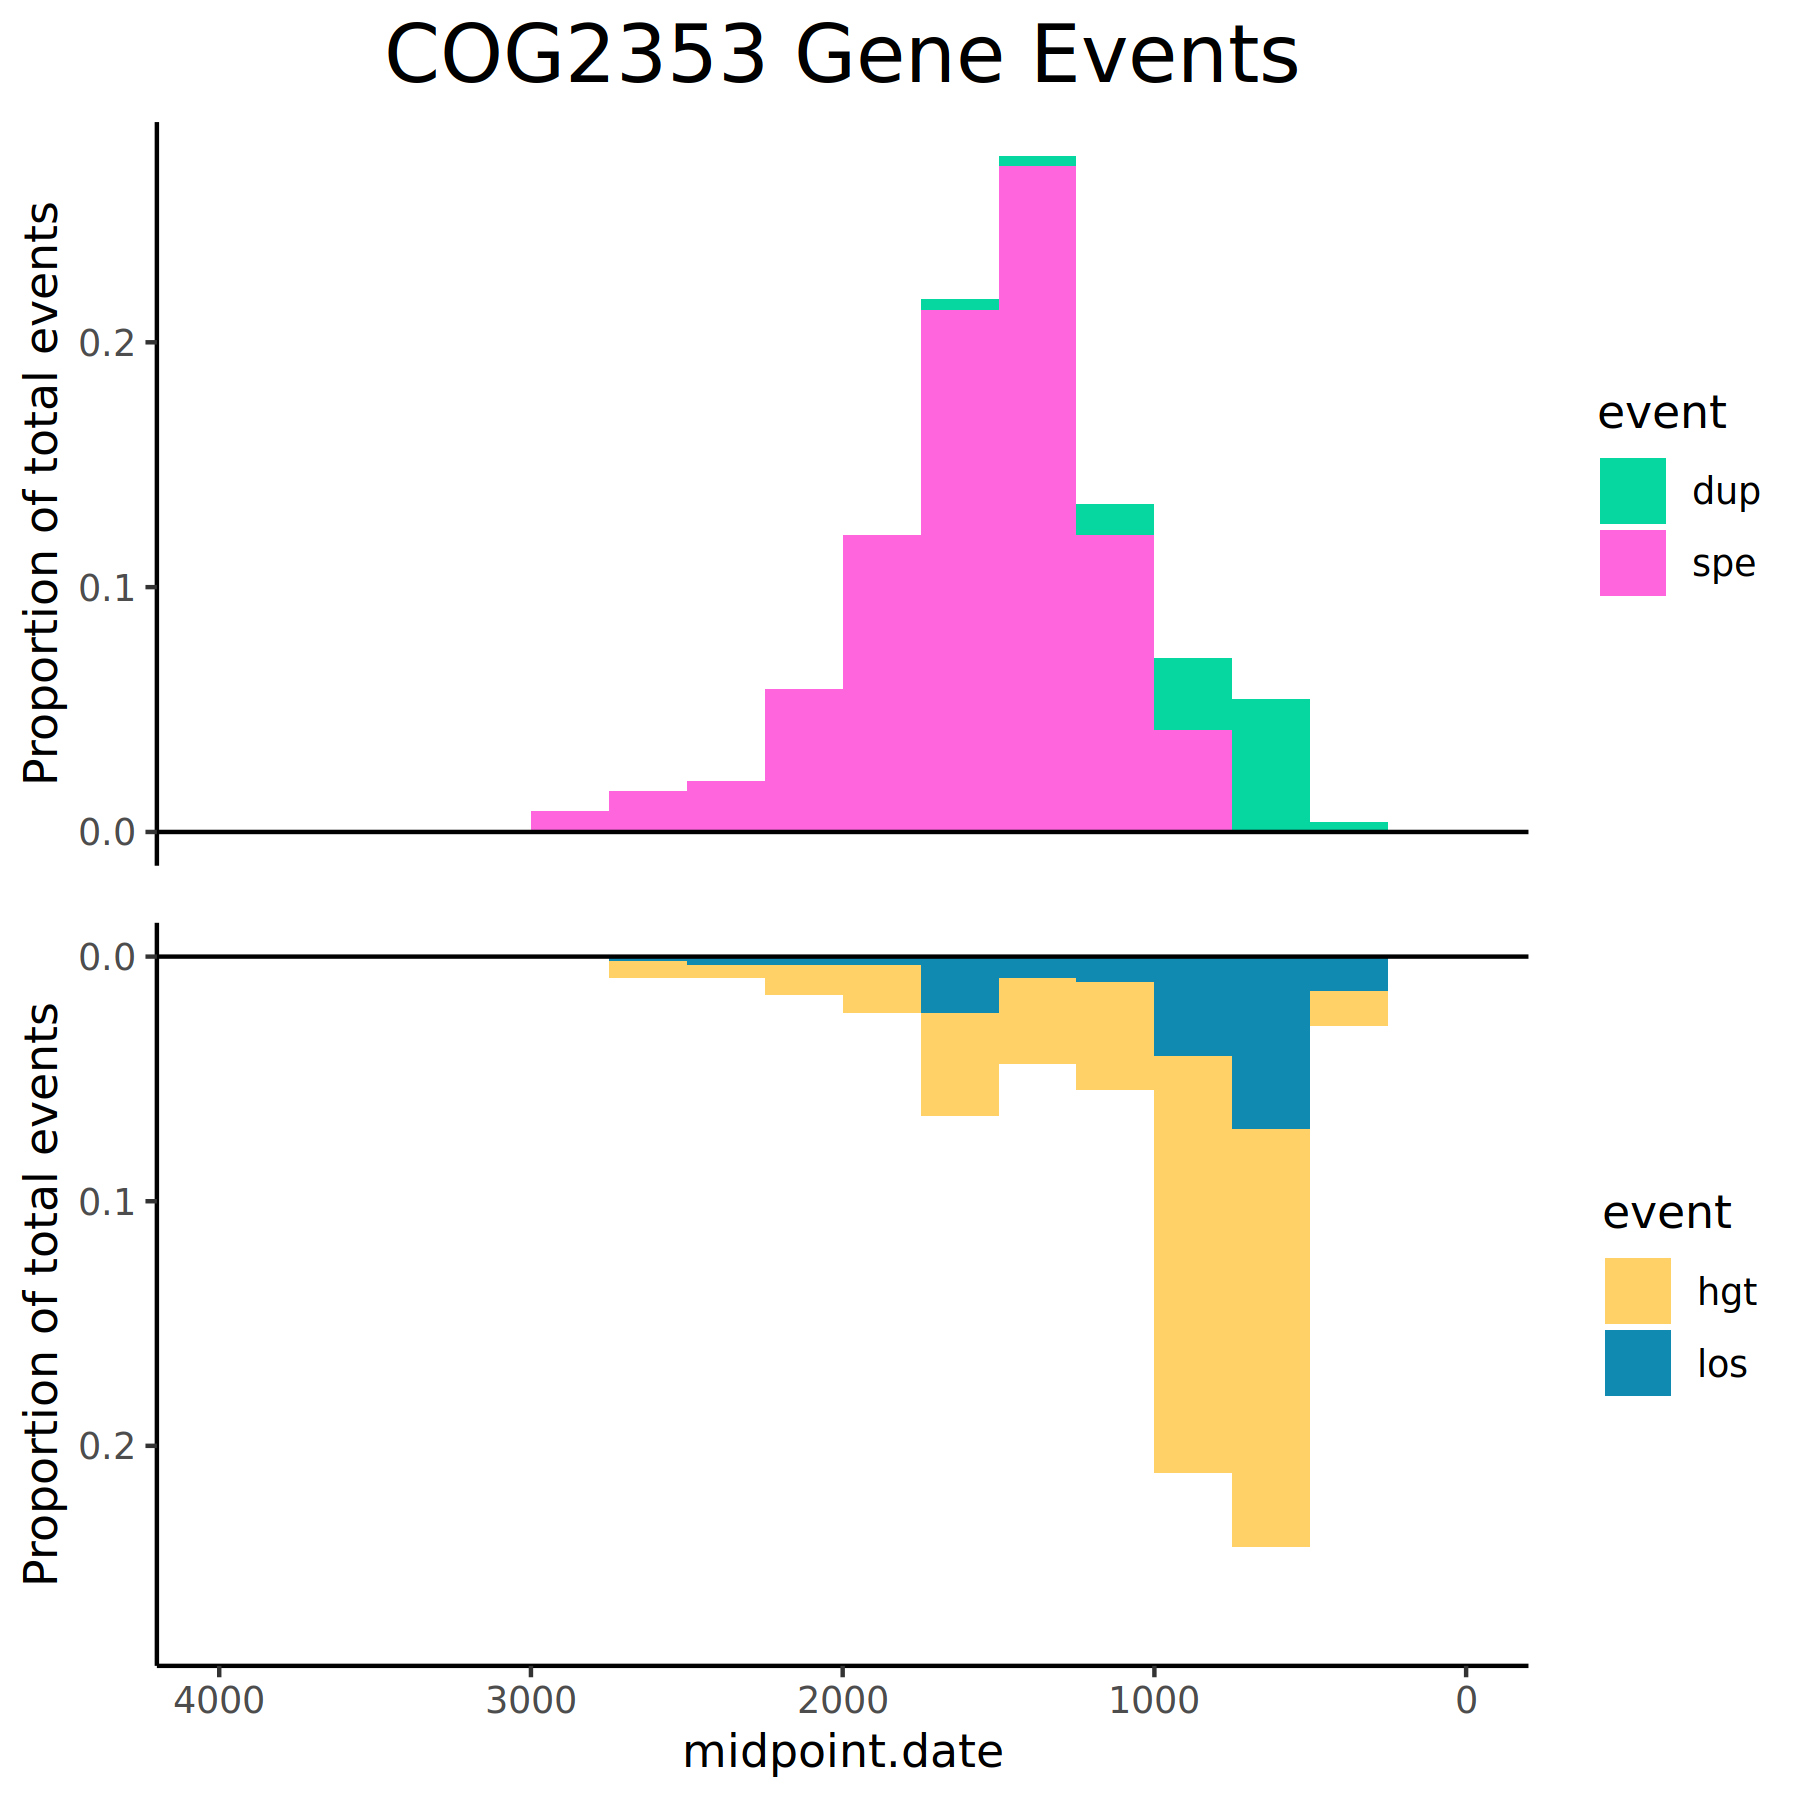 COG2353 Gene Events
Proportion of total events
0.2
0.1
0.0
event
dup
spe
Proportion of total events
0.0
0.1
0.2
event
hgt
los
4000 3000 2000 1000 0
midpoint.date